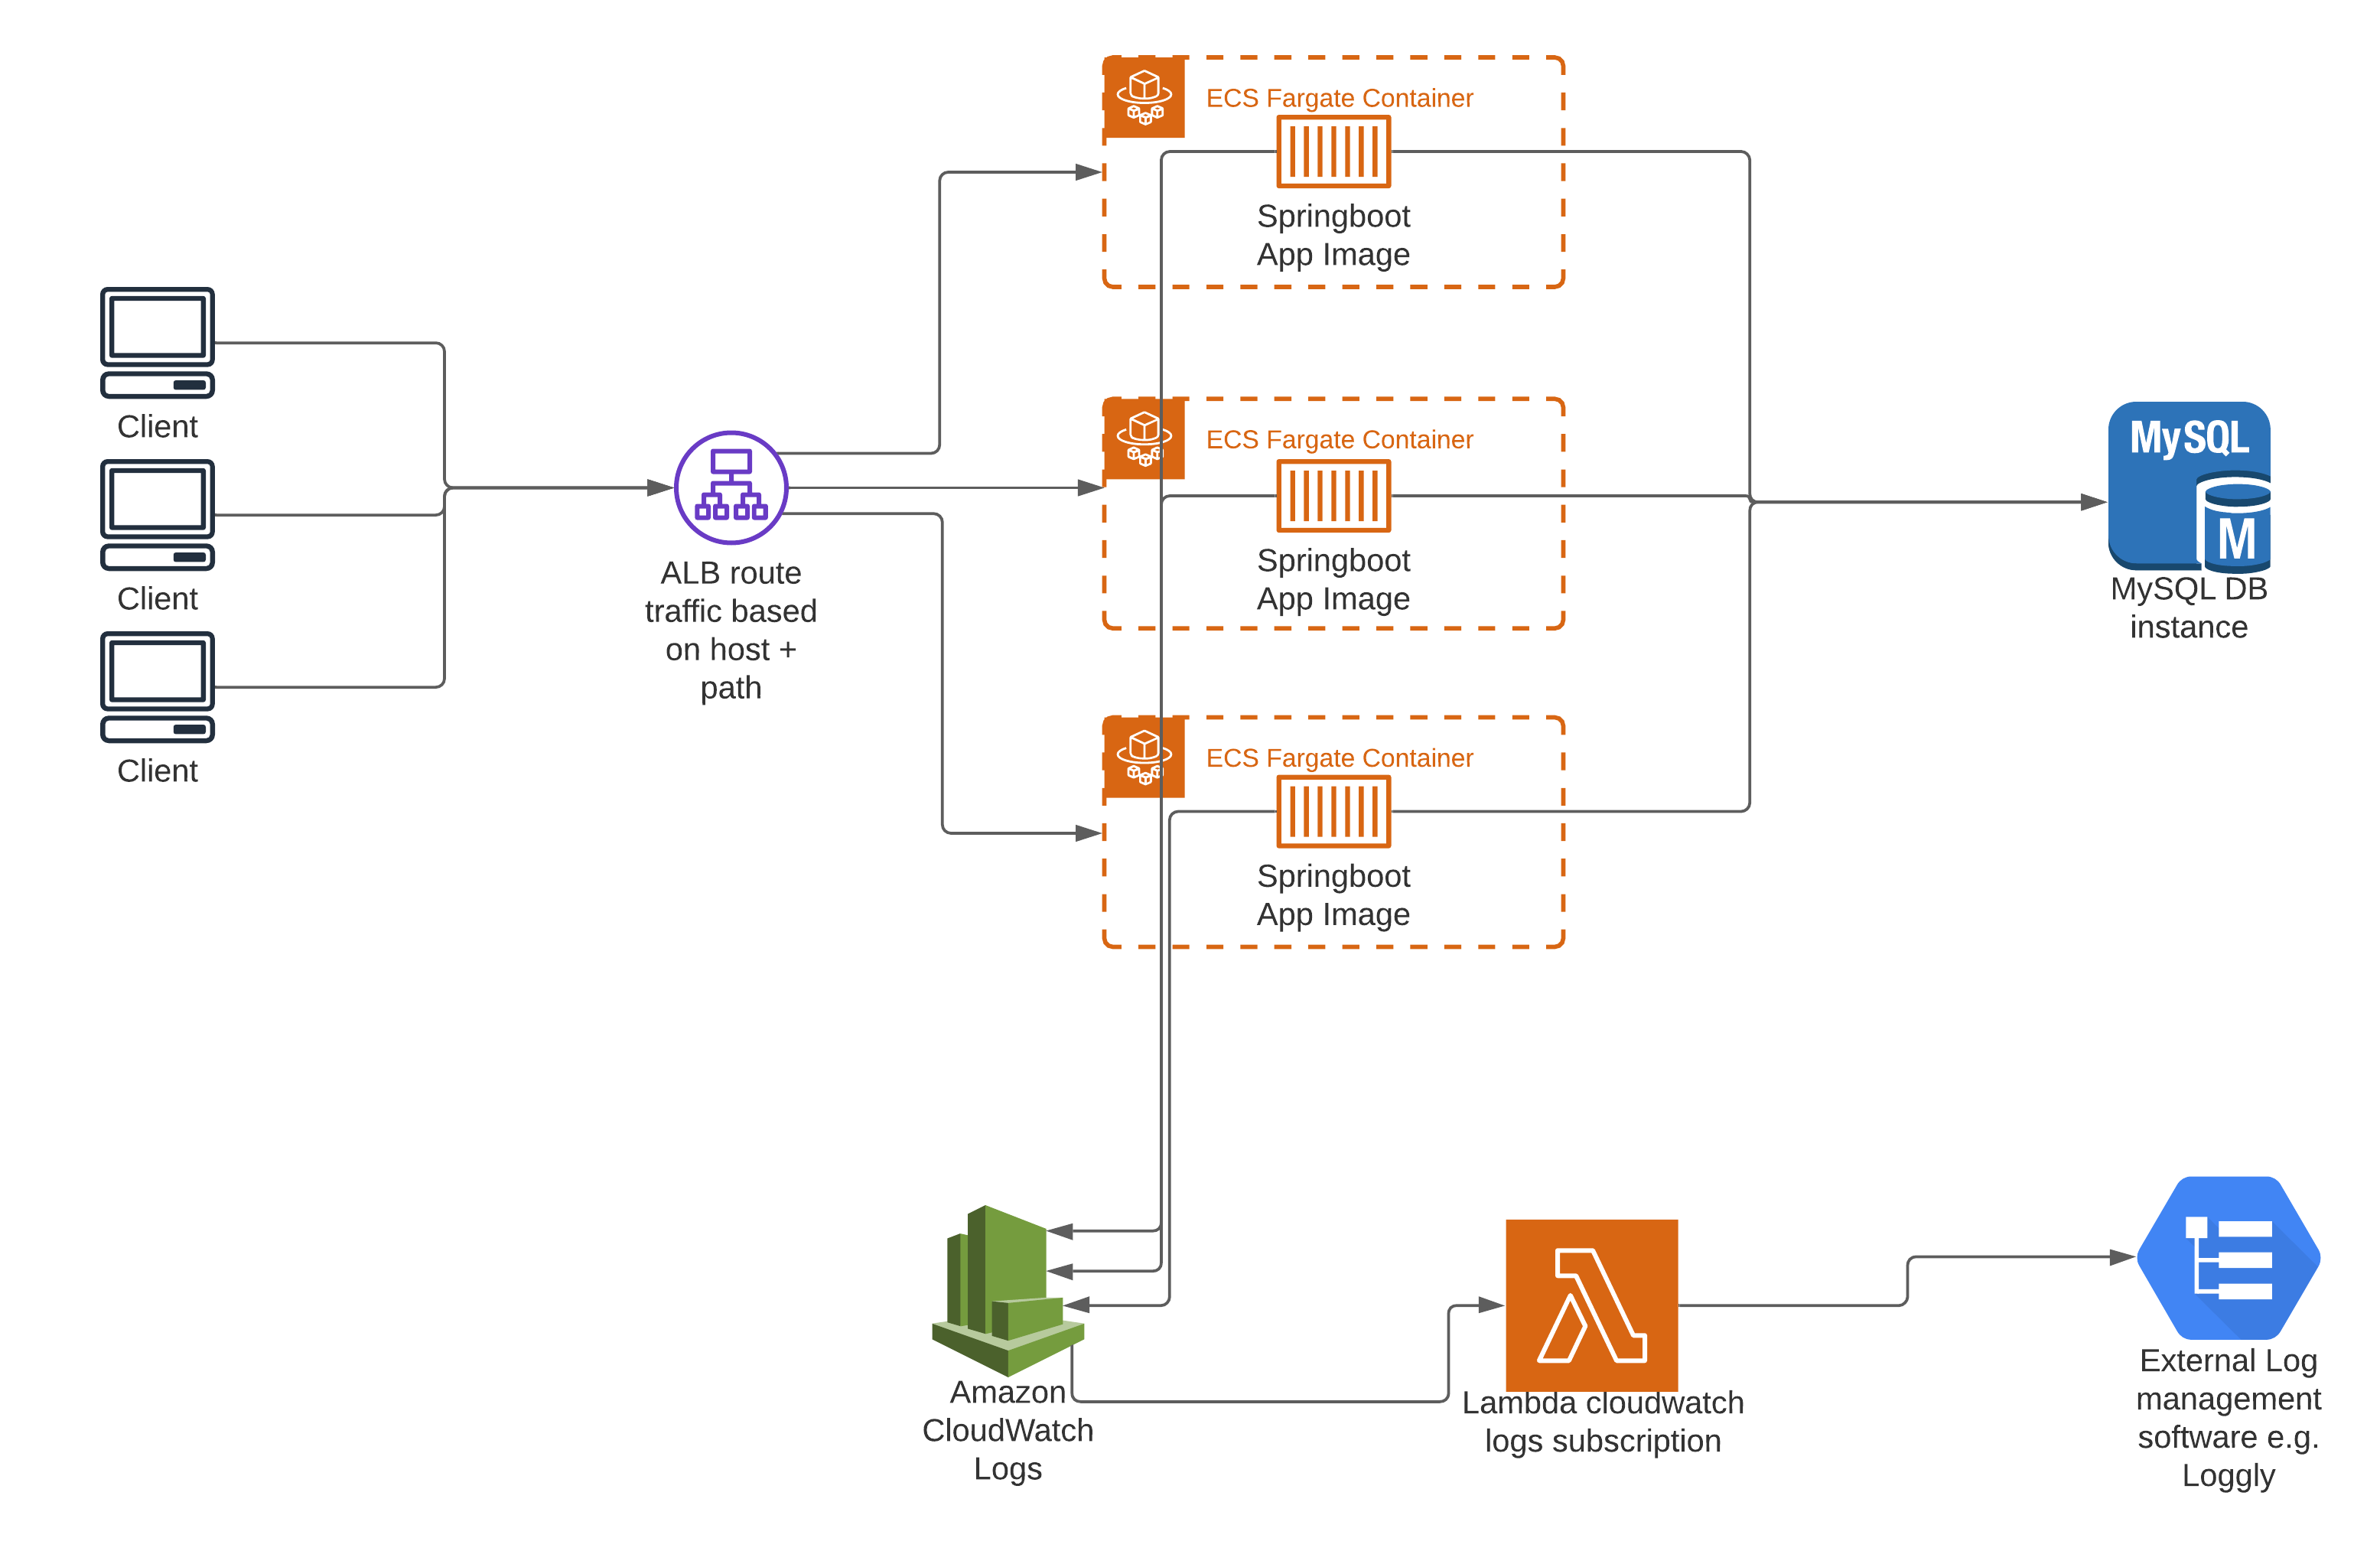 ECS Fargate Container
Springboot
App Image
Client
Client
Client
ALB route
traffic based
on host +
path
ECS Fargate Container
Springboot
App Image
ECS Fargate Container
Springboot
App Image
MySQL
M
MySQL DB
instance
Amazon
CloudWatch
Logs
Lambda cloudwatch
logs subscription
External Log
management
software e.g.
Loggly